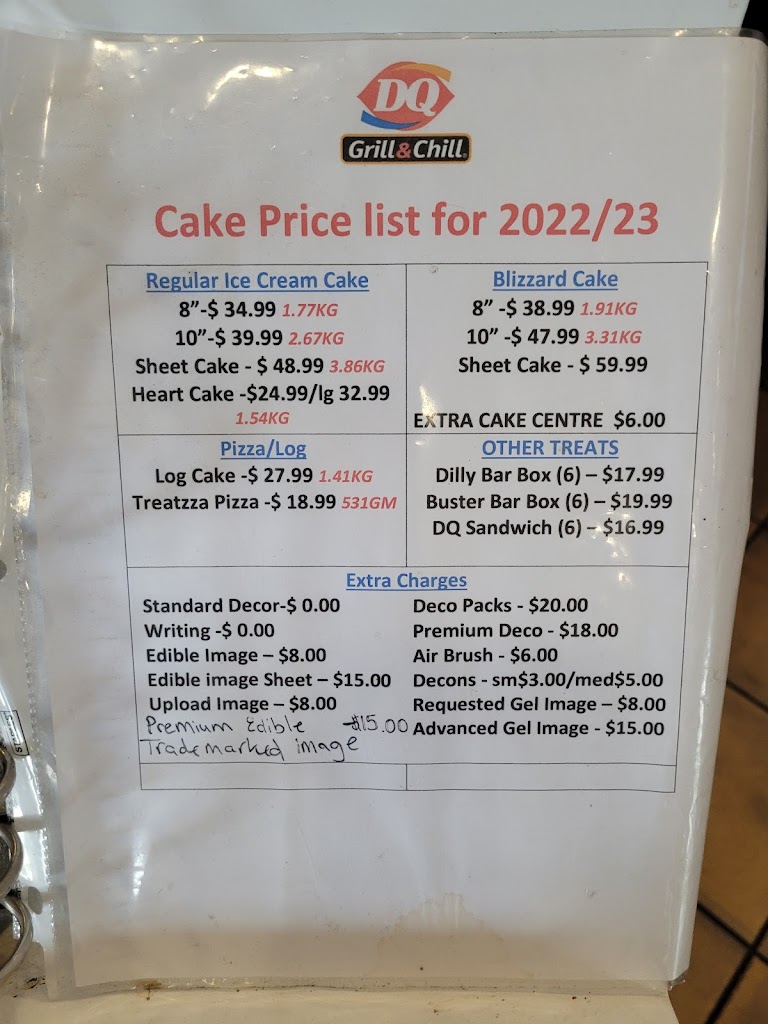 DQ
Grill&Chill
Cake Price list for 2022/23
Regular Ice Cream Cake
8”-$ 34.99 1.77KG
10”-$ 39.99 2.67KG
Sheet Cake - $ 48.99 3.86KG
Heart Cake -$24.99/lg 32.99
1.54KG
Blizzard Cake
8” -$ 38.99 1.91KG
10” -$ 47.99 3.31KG
Sheet Cake - $ 59.99
EXTRA CAKE CENTRE $6.00
Pizza/Log
Log Cake -$ 27.99 1.41KG
Treatzza Pizza -$ 18.99 531GM
OTHER TREATS
Dilly Bar Box (6) – $17.99
Buster Bar Box (6) – $19.99
DQ Sandwich (6) – $16.99
Extra Charges
Standard Decor-$ 0.00
Writing -$ 0.00
Edible Image – $8.00
Edible image Sheet – $15.00
Upload Image – $8.00
Premium Edible -$15.00
Trademarked image
Deco Packs - $20.00
Premium Deco - $18.00
Air Brush - $6.00
Decons - sm$3.00/med$5.00
Requested Gel Image – $8.00
Advanced Gel Image - $15.00